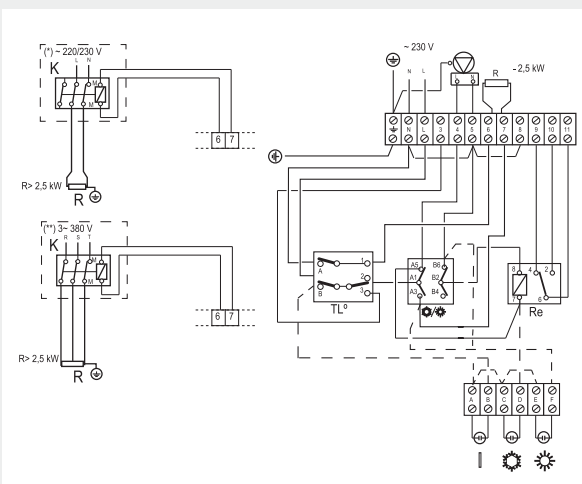 (*) ~ 220/230 V
L N
K
M
M
6 7
R> 2,5 kW
R
(**) 3~ 380 V
R S T
K
M
M
6 7
R> 2,5 kW
R
~ 230 V
N L
L N
R
- 2,5 kW
N L 3 4 5 6 7 8 9 10 11
A 1
2
B 3
TLº
A5 B6
A1 B2
A3 B4
/
8 4 2
7 6
Re
A B C D E F